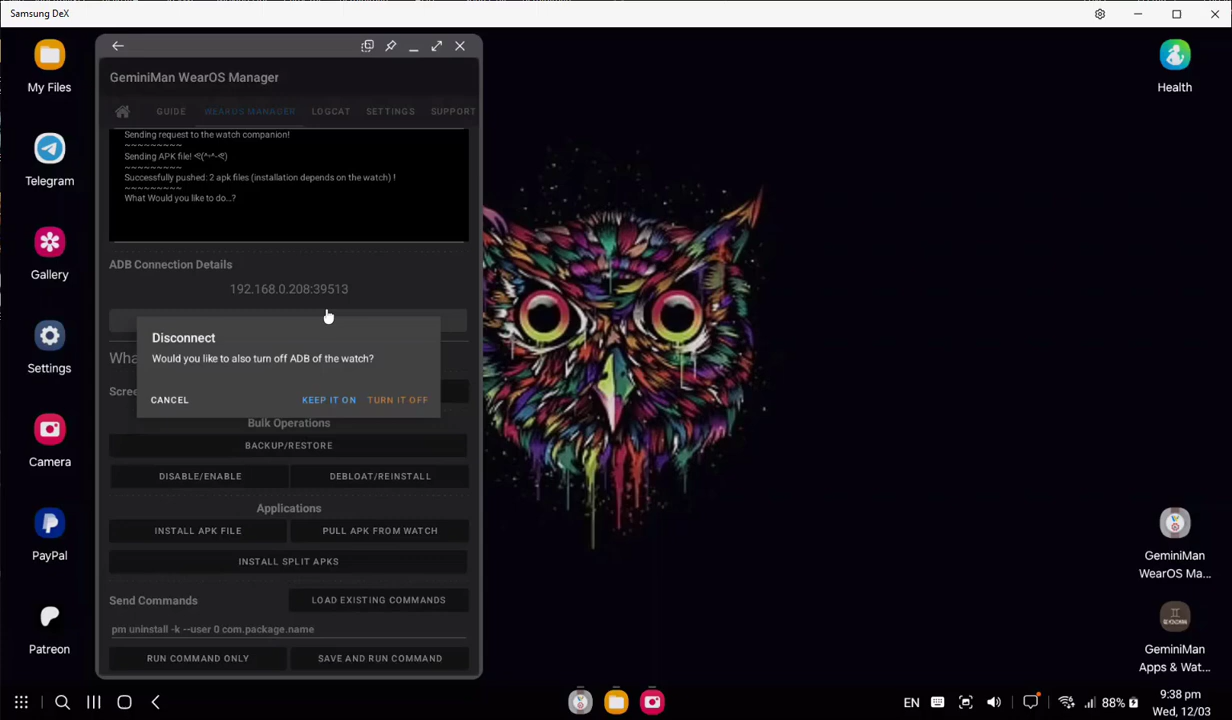 Samsung DeX
My Files
Telegram
Gallery
Settings
Camera
PayPal
Patreon
GeminiMan WearOS Manager
GUIDE WEAROS MANAGER LOGCAT SETTINGS SUPPORT
Sending request to the watch companion!
~~~~~~~~~
Sending APK file! ᕙ(^-^-ᕙ)
~~~~~~~~~
Successfully pushed: 2 apk files (installation depends on the watch) !
~~~~~~~~~
What Would you like to do..?
ADB Connection Details
192.168.0.208:39513
Disconnect
Would you like to also turn off ADB of the watch?
CANCEL KEEP IT ON TURN IT OFF
Wha
Scree
Bulk Operations
BACKUP/RESTORE
DISABLE/ENABLE DEBLOAT/REINSTALL
Applications
INSTALL APK FILE PULL APK FROM WATCH
INSTALL SPLIT APKS
Send Commands LOAD EXISTING COMMANDS
pm uninstall -k --user 0 com.package.name
RUN COMMAND ONLY SAVE AND RUN COMMAND
Health
GeminiMan
WearOS Ma...
GeminiMan
Apps & Wat...
EN 88% 9:38 pm
Wed, 12/03